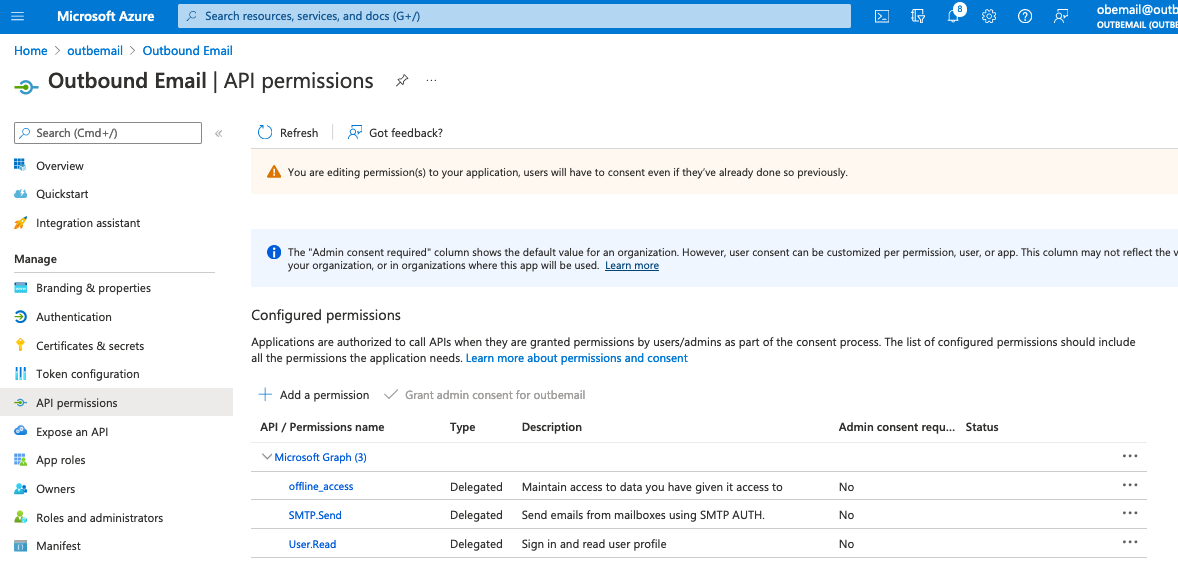 Microsoft Azure
Search resources, services, and docs (G+/)
8
obemail@outb
OUTBEMAIL (OUTBE
Home > outbemail > Outbound Email
Outbound Email | API permissions
Search (Cmd+/)
Refresh
Got feedback?
You are editing permission(s) to your application, users will have to consent even if they've already done so previously.
Overview
Quickstart
Integration assistant
Manage
Branding & properties
Authentication
Certificates & secrets
Token configuration
API permissions
Expose an API
App roles
Owners
Roles and administrators
Manifest
The "Admin consent required" column shows the default value for an organization. However, user consent can be customized per permission, user, or app. This column may not reflect the v
your organization, or in organizations where this app will be used. Learn more
Configured permissions
Applications are authorized to call APIs when they are granted permissions by users/admins as part of the consent process. The list of configured permissions should include
all the permissions the application needs. Learn more about permissions and consent
Add a permission
Grant admin consent for outbemail
API / Permissions name Type Description Admin consent requ... Status
Microsoft Graph (3)
offline_access Delegated Maintain access to data you have given it access to No
SMTP.Send Delegated Send emails from mailboxes using SMTP AUTH. No
User.Read Delegated Sign in and read user profile No